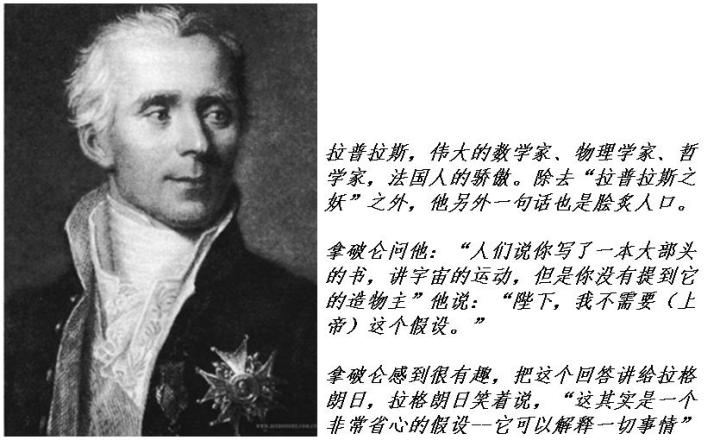 拉普拉斯，伟大的数学家、物理学家、哲
学家，法国人的骄傲。除去“拉普拉斯之
妖”之外，他另外一句话也是脍炙人口。
拿破仑问他：“人们说你写了一本大部头
的书，讲宇宙的运动，但是你没有提到它
的造物主”他说：“陛下，我不需要（上
帝）这个假设。”
拿破仑感到很有趣，把这个回答讲给拉格
朗日，拉格朗日笑着说，“这其实是一个
非常省心的假设--它可以解释一切事情”